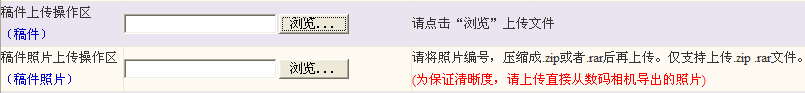 稿件上传操作区
（稿件）
浏览...
请点击“浏览”上传文件
稿件照片上传操作区
（稿件照片）
浏览...
请将照片编号，压缩成.zip或者.rar后再上传。仅支持上传.zip .rar文件。
(为保证清晰度，请上传直接从数码相机导出的照片)